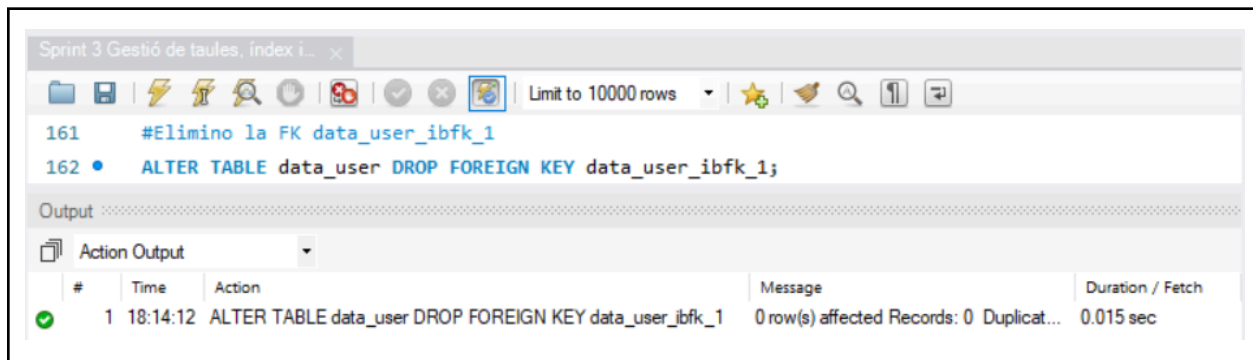 Sprint 3 Gestió de taules, índex i...
Limit to 10000 rows
161 #Elimino la FK data_user_ibfk_1
162 ALTER TABLE data_user DROP FOREIGN KEY data_user_ibfk_1;
Output
Action Output
# Time Action Message Duration / Fetch
1 18:14:12 ALTER TABLE data_user DROP FOREIGN KEY data_user_ibfk_1 0 row(s) affected Records: 0 Duplicat... 0.015 sec